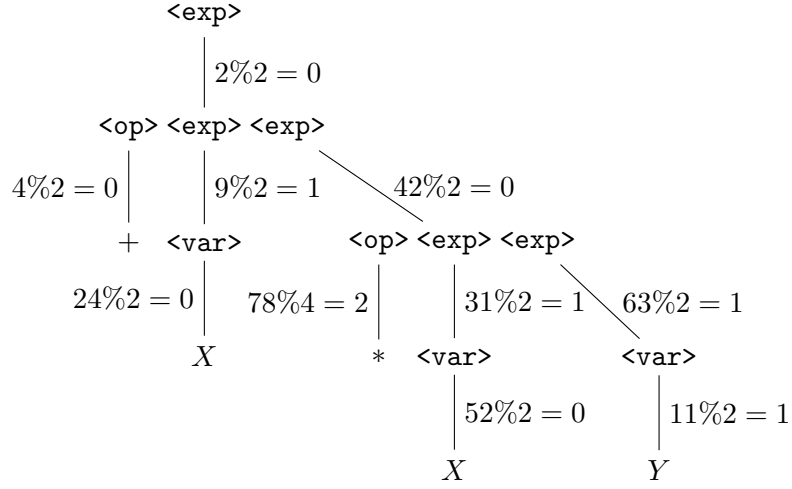 <exp>
2%2 = 0
<op> <exp> <exp>
4%2 = 0 9%2 = 1 42%2 = 0
+ <var> <op> <exp> <exp>
24%2 = 0 78%4 = 2 31%2 = 1 63%2 = 1
X * <var> <var>
52%2 = 0 11%2 = 1
X Y